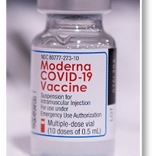 NDC 80777-273-10
Moderna
COVID-19
Vaccine
Suspension for
Intramuscular Injection
For use under
Emergency Use Authorization
Multiple-dose vial
(10 doses of 0.5 mL)